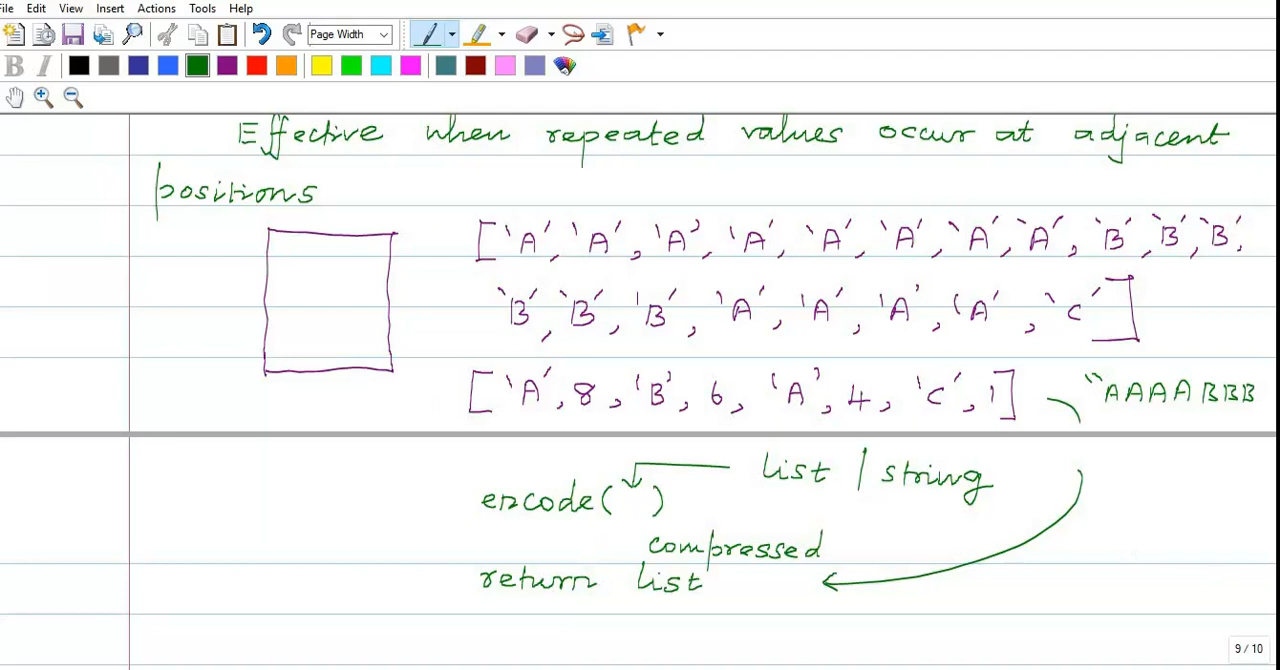 File Edit View Insert Actions Tools Help
Page Width
B I
Effective when repeated values occur at adjacent
positions
['A', 'A', 'A', 'A', 'A', 'A', 'A', 'A', 'B', 'B', 'B',
'B', 'B', 'B', 'A', 'A', 'A', 'A', 'C']
['A', 8, 'B', 6, 'A', 4, 'C', 1] "AAAABBB
list / string
encode( )
compressed
return list
9 / 10